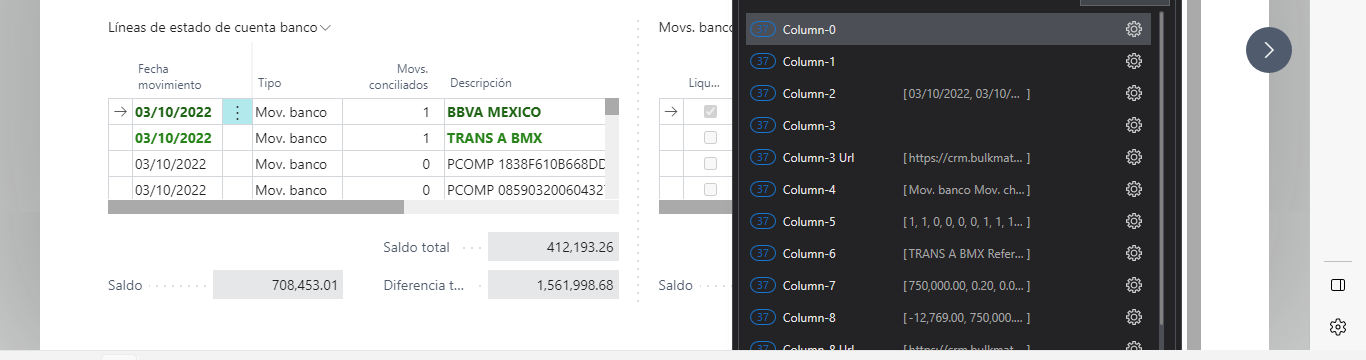 Líneas de estado de cuenta banco
Fecha movimiento Tipo Movs. conciliados Descripción
03/10/2022 Mov. banco 1 BBVA MEXICO
03/10/2022 Mov. banco 1 TRANS A BMX
03/10/2022 Mov. banco 0 PCOMP 1838F610B668DD
03/10/2022 Mov. banco 0 PCOMP 085903200604327
Saldo total 412,193.26
Saldo 708,453.01 Diferencia t... 1,561,998.68
Movs. banco
Liqu...
Saldo
37 Column-0
37 Column-1
37 Column-2 [03/10/2022, 03/10/... ]
37 Column-3
37 Column-3 Url [https://crm.bulkmat... ]
37 Column-4 [Mov. banco Mov. ch... ]
37 Column-5 [1, 1, 0, 0, 0, 0, 1, 1, 1... ]
37 Column-6 [TRANS A BMX Refer... ]
37 Column-7 [750,000.00, 0.20, 0.0... ]
37 Column-8 [-12,769.00, 750,000.... ]
37 Column-8 Url [https://crm.bulkmat... ]